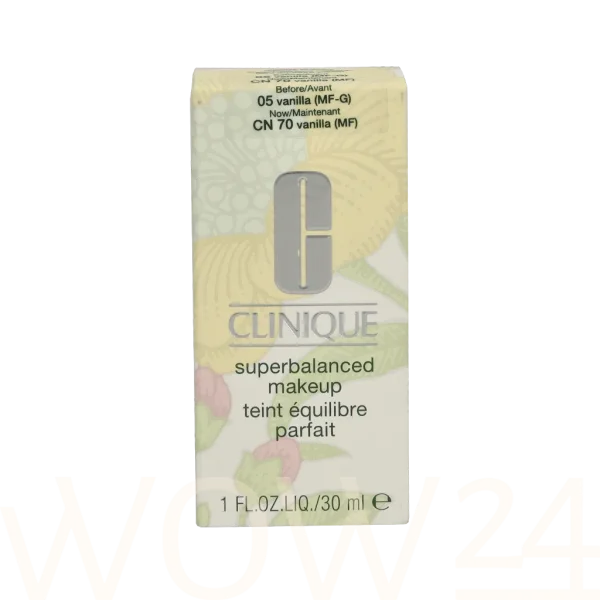 Before/Avant
05 vanilla (MF-G)
Now/Maintenant
CN 70 vanilla (MF)
CLINIQUE
superbalanced
makeup
teint équilibre
parfait
1 FL.OZ.LIQ./30 ml ℮
WOW24